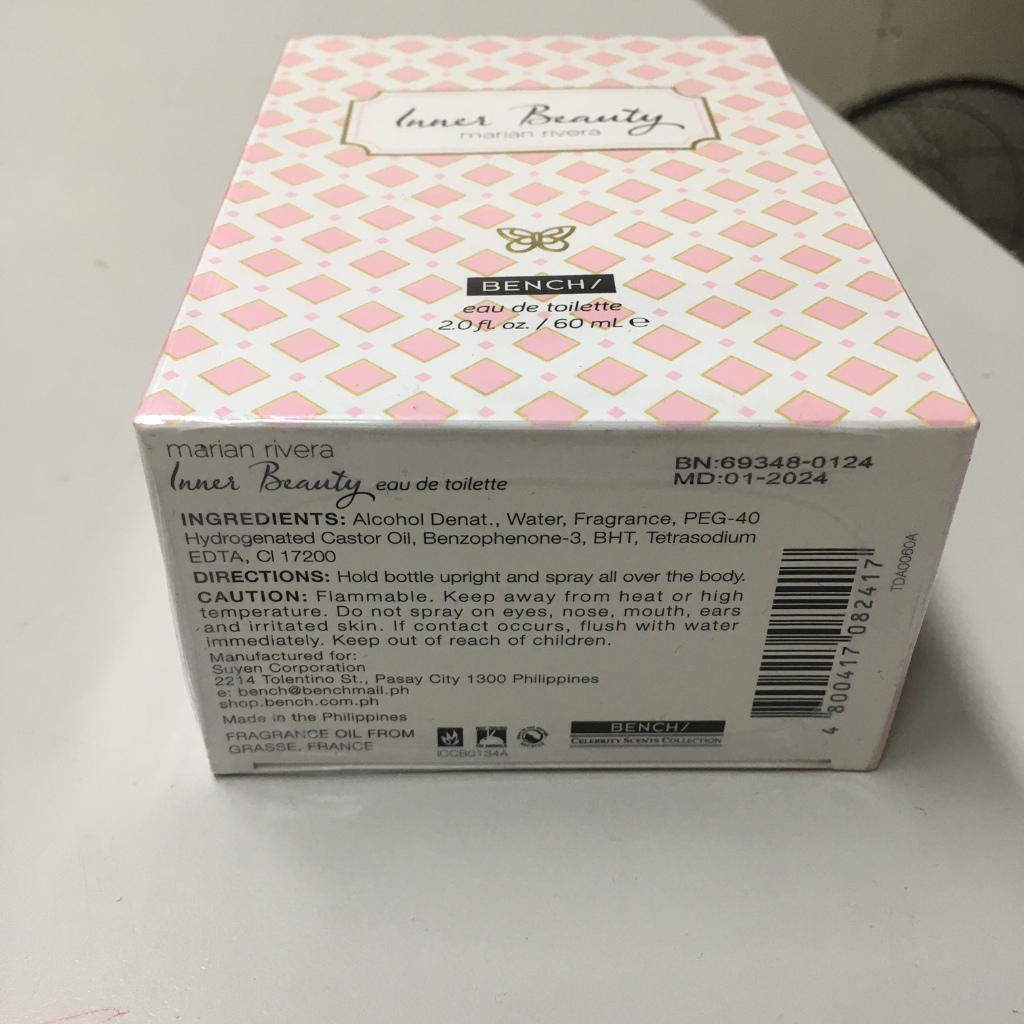 Inner Beauty
marian rivera
BENCH/
eau de toilette
2.0 fl. oz. / 60 mL ℮
marian rivera
Inner Beauty eau de toilette
BN:69348-0124
MD:01-2024
INGREDIENTS: Alcohol Denat., Water, Fragrance, PEG-40
Hydrogenated Castor Oil, Benzophenone-3, BHT, Tetrasodium
EDTA, CI 17200
DIRECTIONS: Hold bottle upright and spray all over the body.
CAUTION: Flammable. Keep away from heat or high
temperature. Do not spray on eyes, nose, mouth, ears
and irritated skin. If contact occurs, flush with water
immediately. Keep out of reach of children.
Manufactured for:
Suyen Corporation
2214 Tolentino St., Pasay City 1300 Philippines
e: bench@benchmail.ph
shop.bench.com.ph
Made in the Philippines
FRAGRANCE OIL FROM
GRASSE, FRANCE
ICCB0134A
BENCH/
CELEBRITY SCENTS COLLECTION
4 800417 082417
TDA0060A